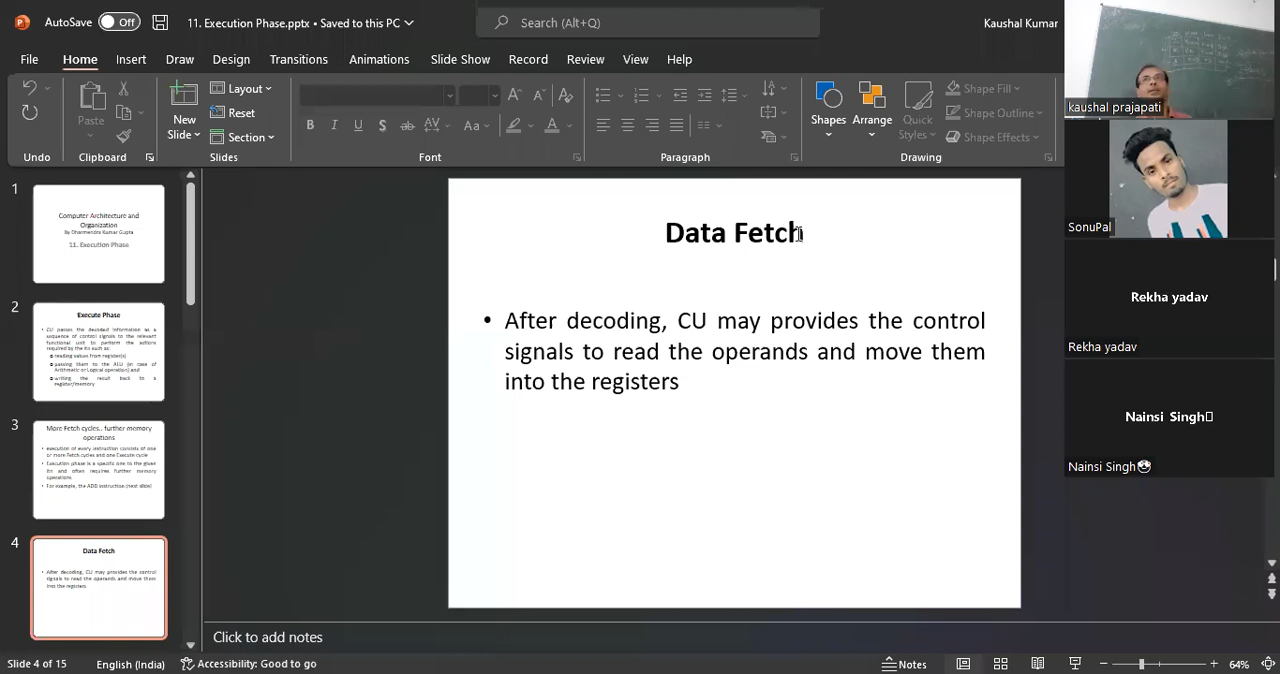 AutoSave Off 11. Execution Phase.pptx • Saved to this PC Search (Alt+Q) Kaushal Kumar
File Home Insert Draw Design Transitions Animations Slide Show Record Review View Help
Paste New Slide Layout Reset Section Shapes Arrange Quick Styles Shape Fill Shape Outline Shape Effects
Undo Clipboard Slides Font Paragraph Drawing
1
Computer Architecture and
Organization
By Dharmendra Kumar Gupta
11. Execution Phase
2
Execute Phase
• CU passes the decoded information as a
sequence of control signals to the relevant
functional unit to perform the actions
required by the
reading values from register(s)
passing them to the ALU (in case of
Arithmetic or Logical operation) and
writing the result back to a
register/memory
3
More Fetch cycles.. further memory
operations
• execution of every instruction consists of one
or more Fetch cycles and one Execute cycle
• Execution phase is a specific one to the given
and often requires further memory
operations
• For example, the ADD instruction (next slide)
4
Data Fetch
• After decoding, CU may provides the control
signals to read the operands and move them
into the registers
Data Fetch
• After decoding, CU may provides the control
signals to read the operands and move them
into the registers
kaushal prajapati
SonuPal
Rekha yadav
Rekha yadav
Nainsi Singh
Nainsi Singh😎
Click to add notes
Slide 4 of 15 English (India) Accessibility: Good to go Notes 64%